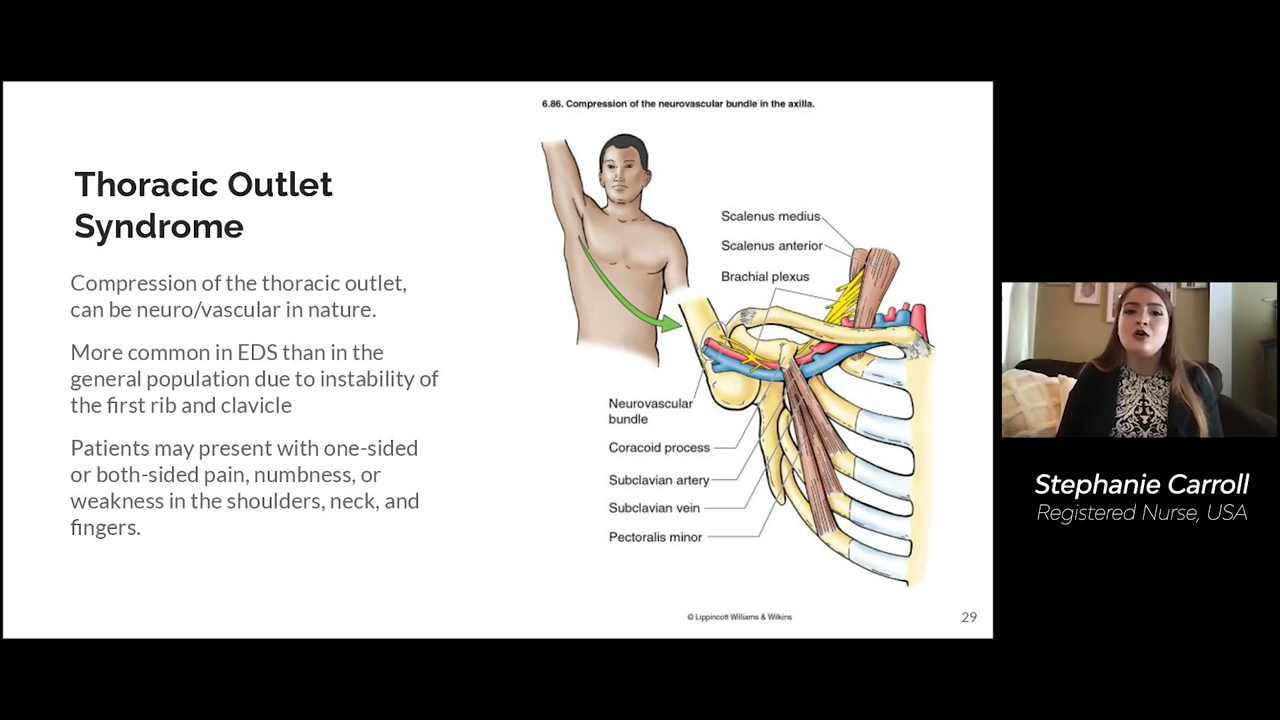 6.86. Compression of the neurovascular bundle in the axilla.
Thoracic Outlet
Syndrome
Compression of the thoracic outlet,
can be neuro/vascular in nature.
More common in EDS than in the
general population due to instability of
the first rib and clavicle
Patients may present with one-sided
or both-sided pain, numbness, or
weakness in the shoulders, neck, and
fingers.
Scalenus medius
Scalenus anterior
Brachial plexus
Neurovascular
bundle
Coracoid process
Subclavian artery
Subclavian vein
Pectoralis minor
© Lippincott Williams & Wilkins
29
Stephanie Carroll
Registered Nurse, USA